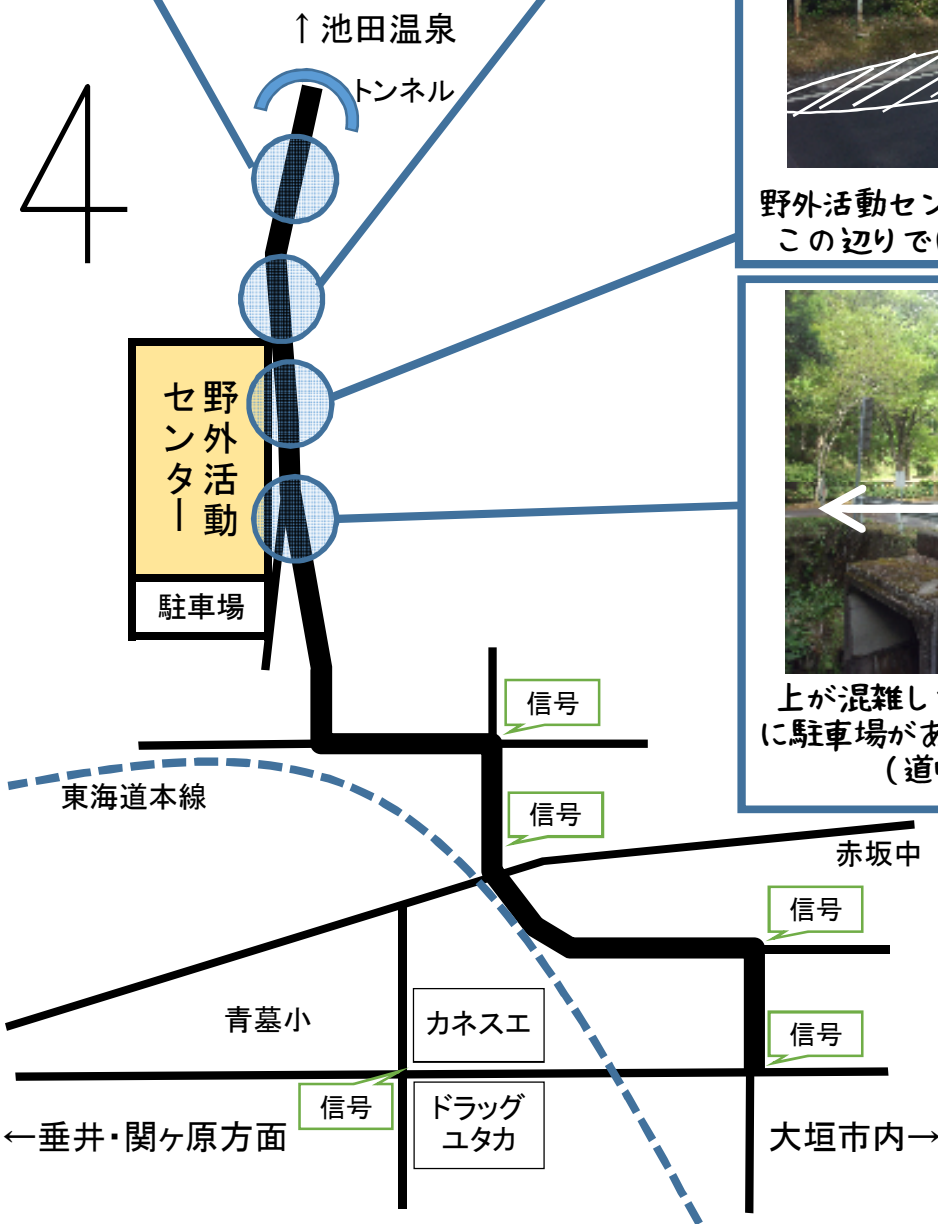 ↑池田温泉
トンネル
野外活動セン
この辺りで
野外活動
センター
駐車場
上が混雑し
に駐車場があ
（道
信号
信号
東海道本線
赤坂中
信号
青墓小
カネスエ
信号
信号
ドラッグ
ユタカ
←垂井・関ヶ原方面
大垣市内→